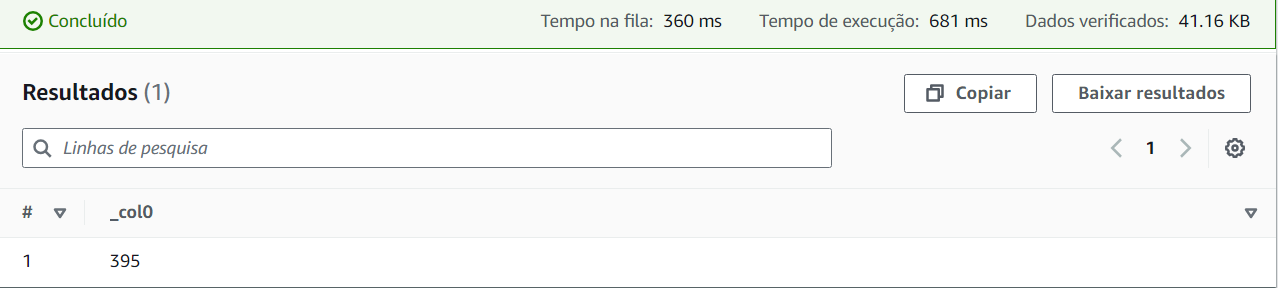 Concluído Tempo na fila: 360 ms Tempo de execução: 681 ms Dados verificados: 41.16 KB
Resultados (1) Copiar Baixar resultados
Linhas de pesquisa 1
# _col0
1 395